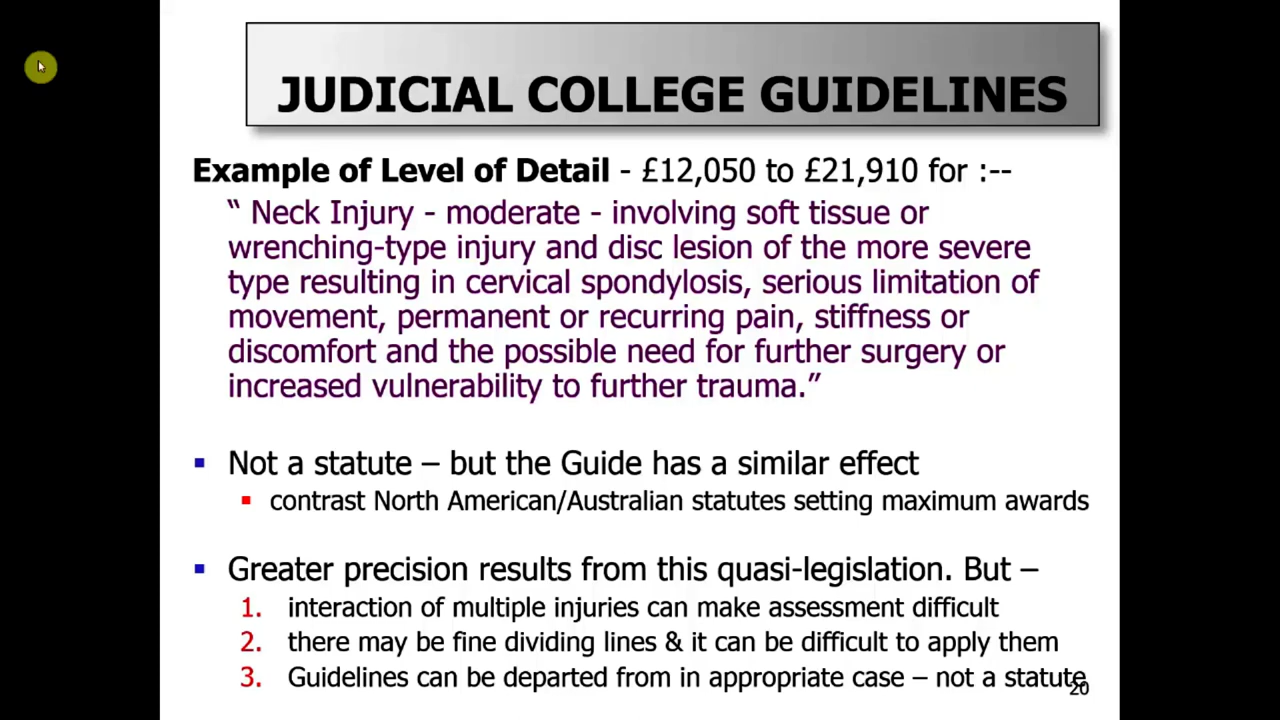 JUDICIAL COLLEGE GUIDELINES
Example of Level of Detail - £12,050 to £21,910 for :--
“ Neck Injury - moderate - involving soft tissue or
wrenching-type injury and disc lesion of the more severe
type resulting in cervical spondylosis, serious limitation of
movement, permanent or recurring pain, stiffness or
discomfort and the possible need for further surgery or
increased vulnerability to further trauma.”
▪ Not a statute – but the Guide has a similar effect
▪ contrast North American/Australian statutes setting maximum awards
▪ Greater precision results from this quasi-legislation. But –
1. interaction of multiple injuries can make assessment difficult
2. there may be fine dividing lines & it can be difficult to apply them
3. Guidelines can be departed from in appropriate case – not a statute
20